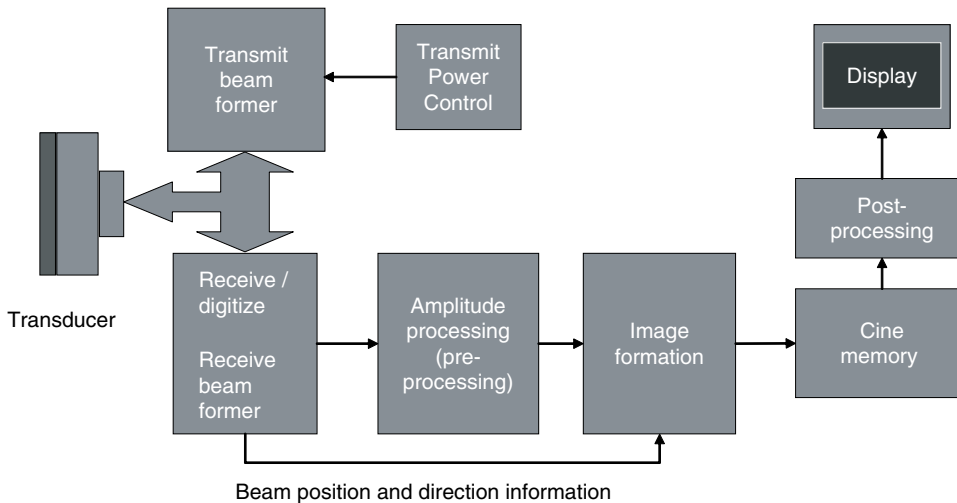 Transmit
beam
former
Transmit
Power
Control
Display
Post-
processing
Transducer
Receive /
digitize
Receive
beam
former
Amplitude
processing
(pre-
processing)
Image
formation
Cine
memory
Beam position and direction information